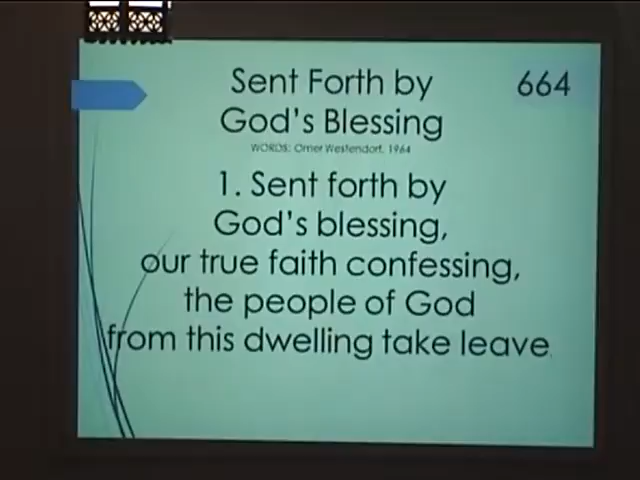 Sent Forth by
664
God's Blessing
WORDS: Omer Westendorf, 1964
1. Sent forth by
God's blessing,
our true faith confessing,
the people of God
from this dwelling take leave.